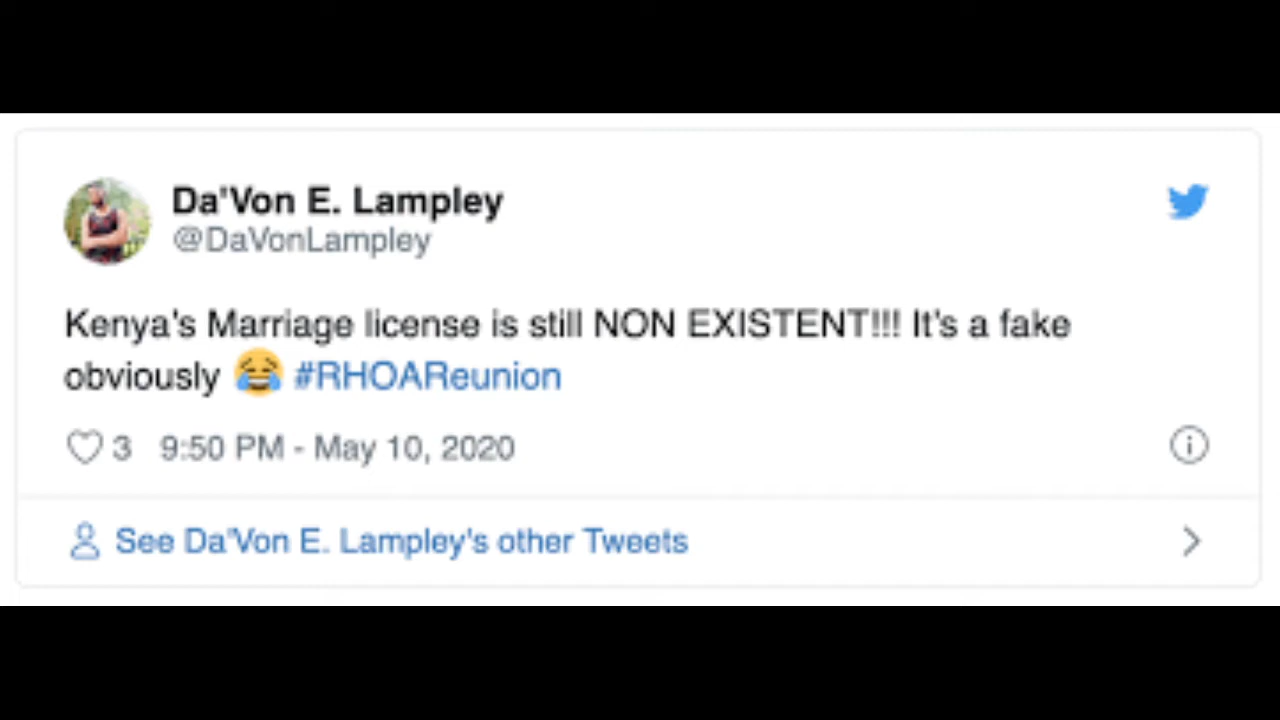 Da'Von E. Lampley
@DaVonLampley
Kenya's Marriage license is still NON EXISTENT!!! It's a fake
obviously 😂 #RHOAReunion
3 9:50 PM - May 10, 2020
See Da'Von E. Lampley's other Tweets